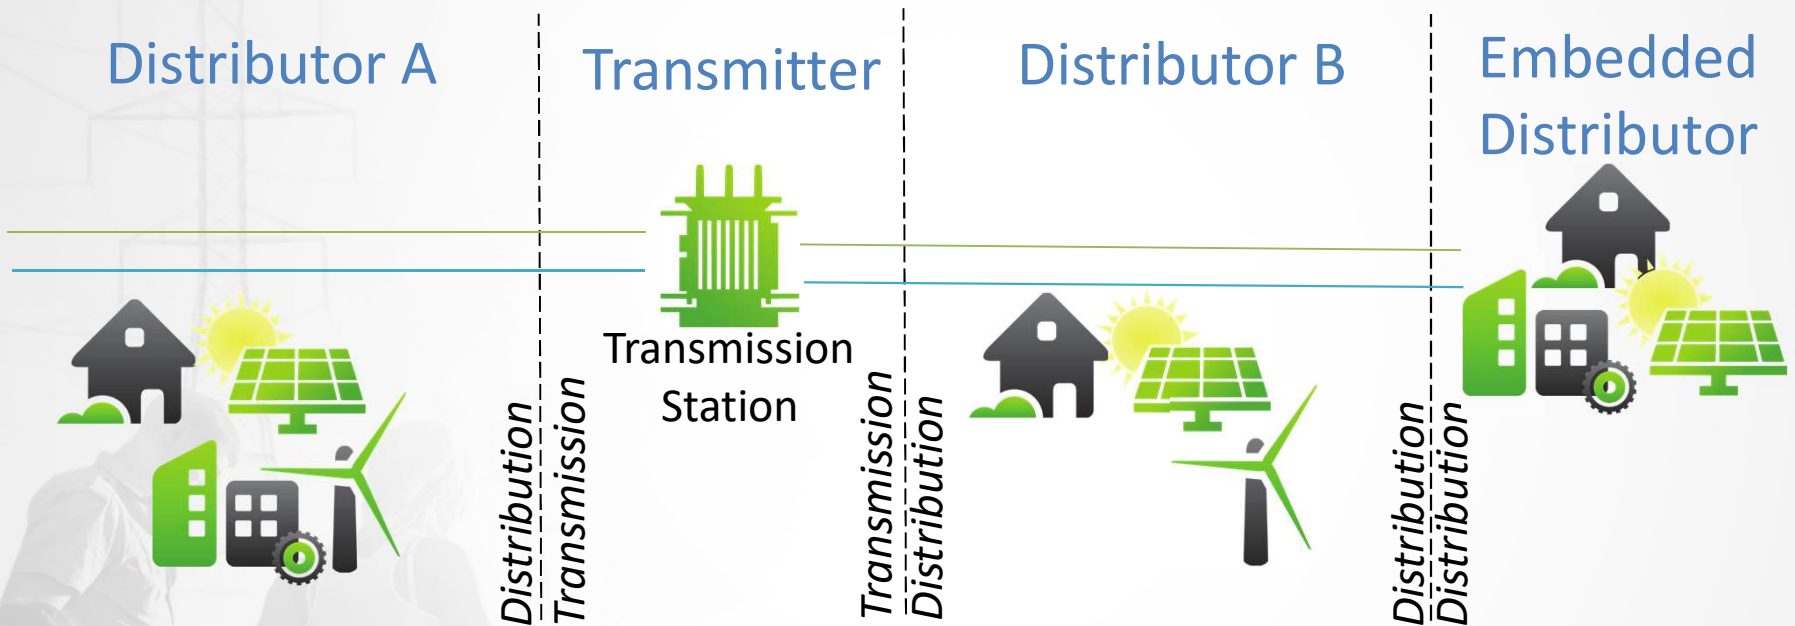 Distributor A
Transmitter
Distributor B
Embedded
Distributor
Transmission
Station
Distribution
Transmission
Transmission
Distribution
Distribution
Distribution